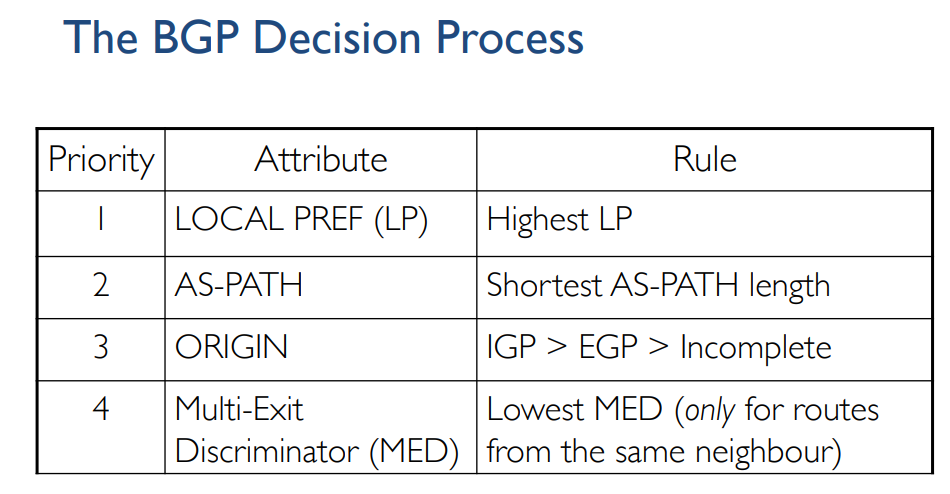 The BGP Decision Process
Priority Attribute Rule
1 LOCAL PREF (LP) Highest LP
2 AS-PATH Shortest AS-PATH length
3 ORIGIN IGP > EGP > Incomplete
4 Multi-Exit Lowest MED (only for routes
Discriminator (MED) from the same neighbour)